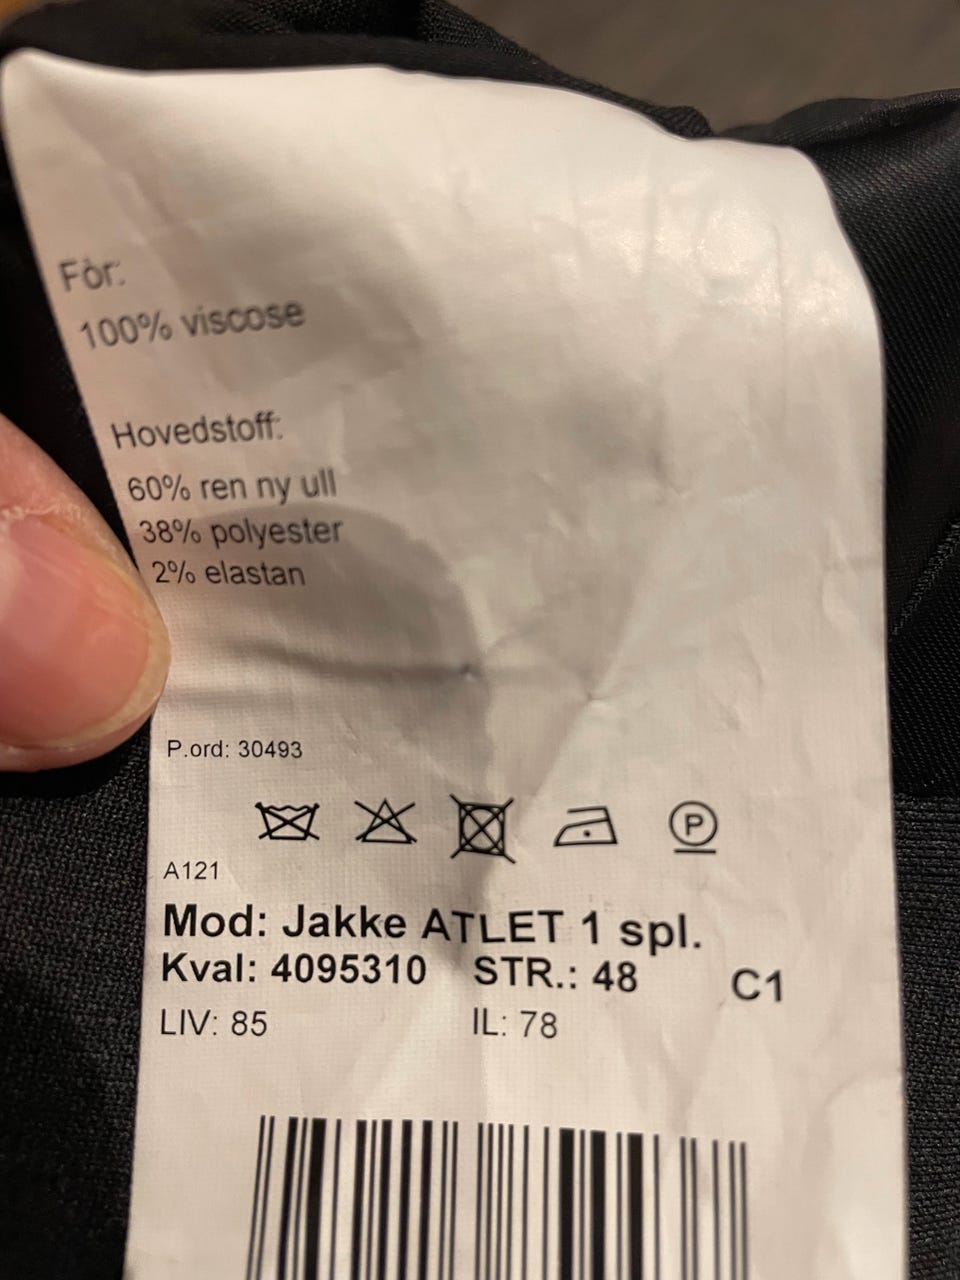 Fòr:
100% viscose
Hovedstoff:
60% ren ny ull
38% polyester
2% elastan
P.ord: 30493
P
A121
Mod: Jakke ATLET 1 spl.
Kval: 4095310 STR.: 48 C1
LIV: 85 IL: 78